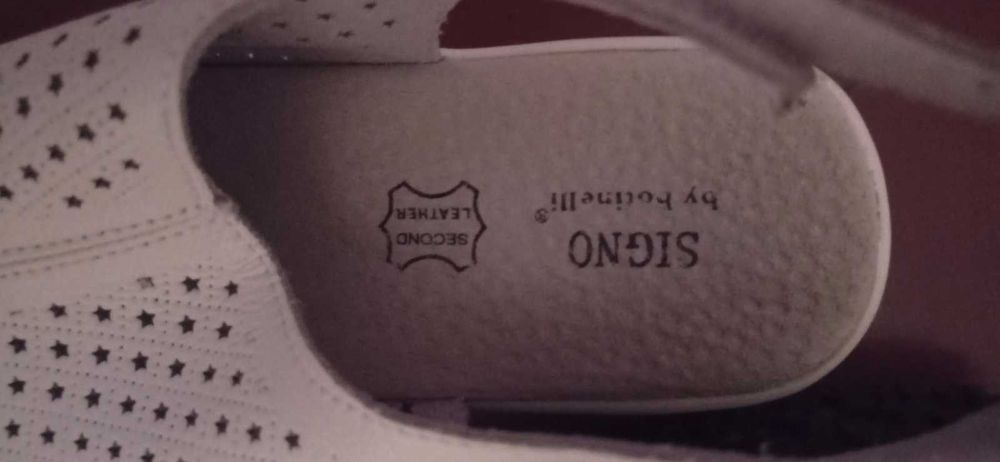 SIGNO
by botinelli®
SECOND
LEATHER